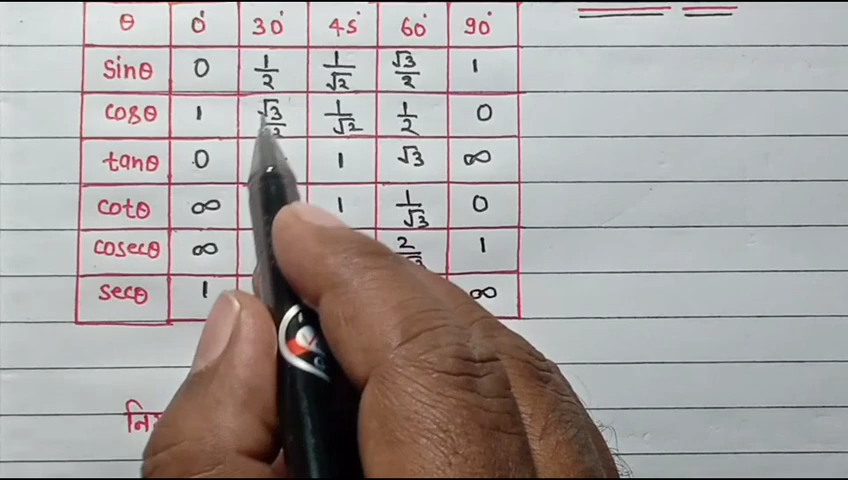 θ 0° 30° 45° 60° 90°
sinθ 0 1/2 1/√2 √3/2 1
cosθ 1 √3/2 1/√2 1/2 0
tanθ 0 1 √3 ∞
cotθ ∞ 1 1/√3 0
cosecθ ∞ 2 1
secθ 1 ∞